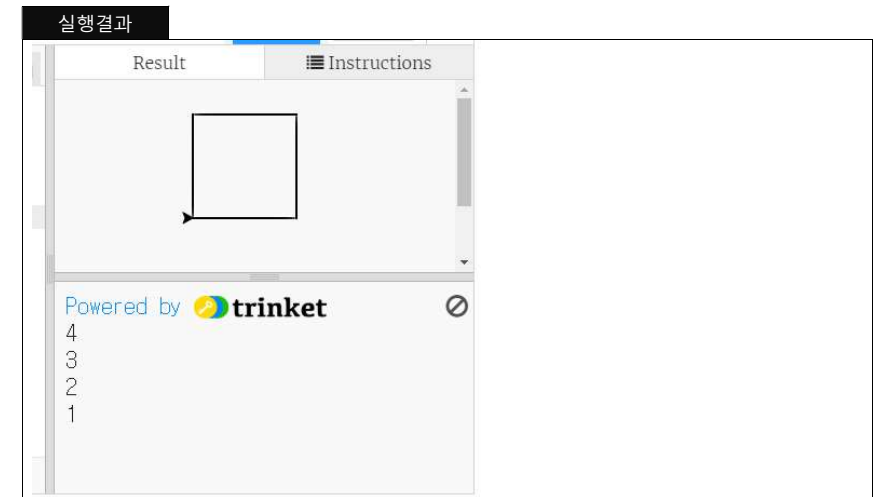 실행결과
Result
Instructions
Powered by trinket
4
3
2
1